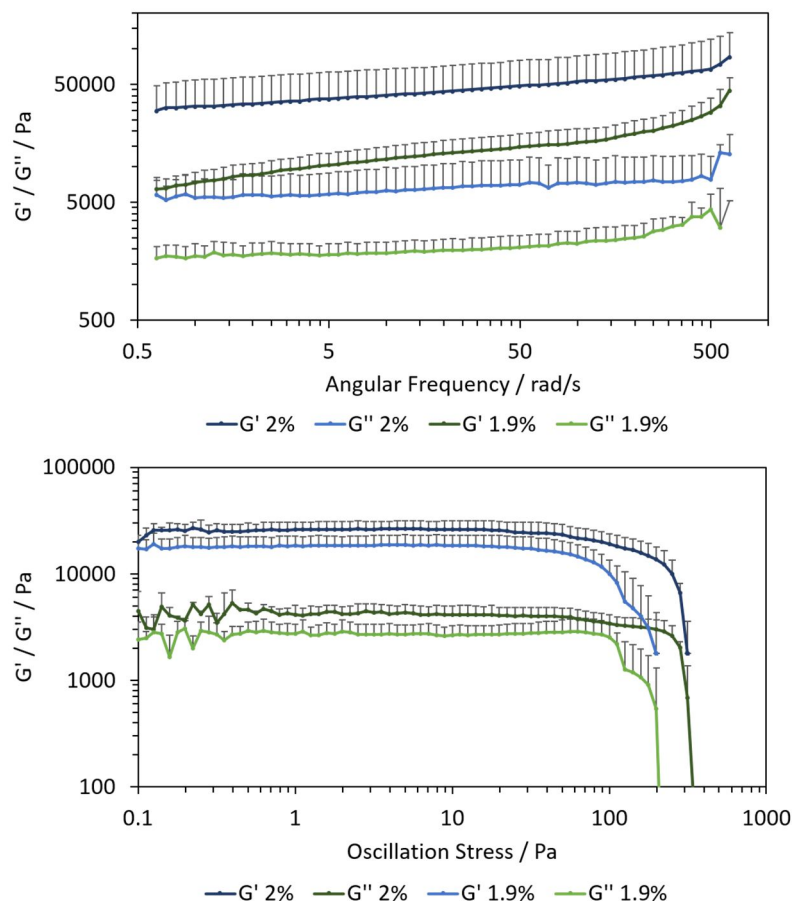 G' / G'' / Pa
50000
5000
500
0.5 5 50 500
Angular Frequency / rad/s
G' 2% G'' 2% G' 1.9% G'' 1.9%
G' / G'' / Pa
100000
10000
1000
100
0.1 1 10 100 1000
Oscillation Stress / Pa
G' 2% G'' 2% G' 1.9% G'' 1.9%